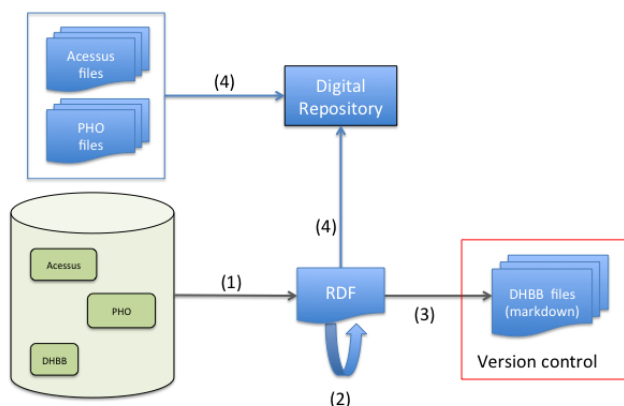 Acessus
files
(4)
Digital
Repository
PHO
files
(4)
Acessus
(1)
RDF
DHBB files
(markdown)
PHO
(3)
DHBB
Version control
(2)